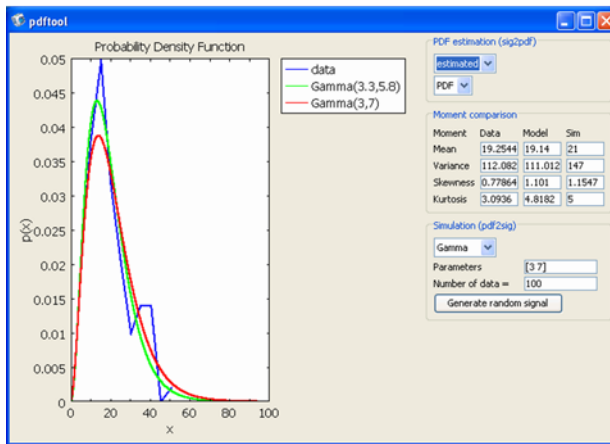 pdftool
Probability Density Function
0.05
0.045
0.04
0.035
0.03
0.025
0.02
0.015
0.01
0.005
0
p(x)
0 20 40 60 80 100
x
data
Gamma(3.3,5.8)
Gamma(3,7)
PDF estimation (sig2pdf)
estimated
PDF
Moment comparison
Moment Data Model Sim
Mean 19.2544 19.14 21
Variance 112.082 111.012 147
Skewness 0.77864 1.101 1.1547
Kurtosis 3.0936 4.8182 5
Simulation (pdf2sig)
Gamma
Parameters [3 7]
Number of data = 100
Generate random signal